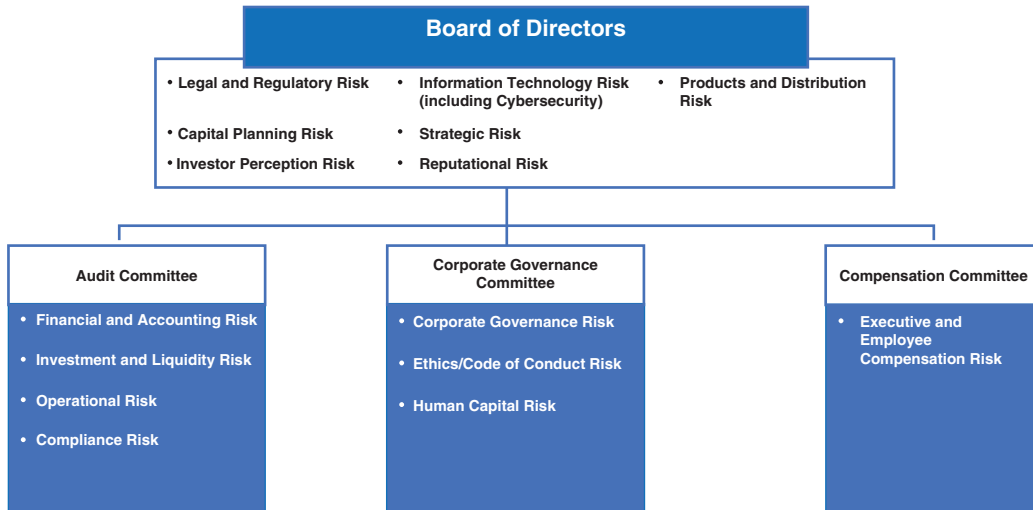 Board of Directors
• Legal and Regulatory Risk
• Information Technology Risk
(including Cybersecurity)
• Products and Distribution
Risk
• Capital Planning Risk
• Strategic Risk
• Investor Perception Risk
• Reputational Risk
Audit Committee
• Financial and Accounting Risk
• Investment and Liquidity Risk
• Operational Risk
• Compliance Risk
Corporate Governance
Committee
• Corporate Governance Risk
• Ethics/Code of Conduct Risk
• Human Capital Risk
Compensation Committee
• Executive and
Employee
Compensation Risk